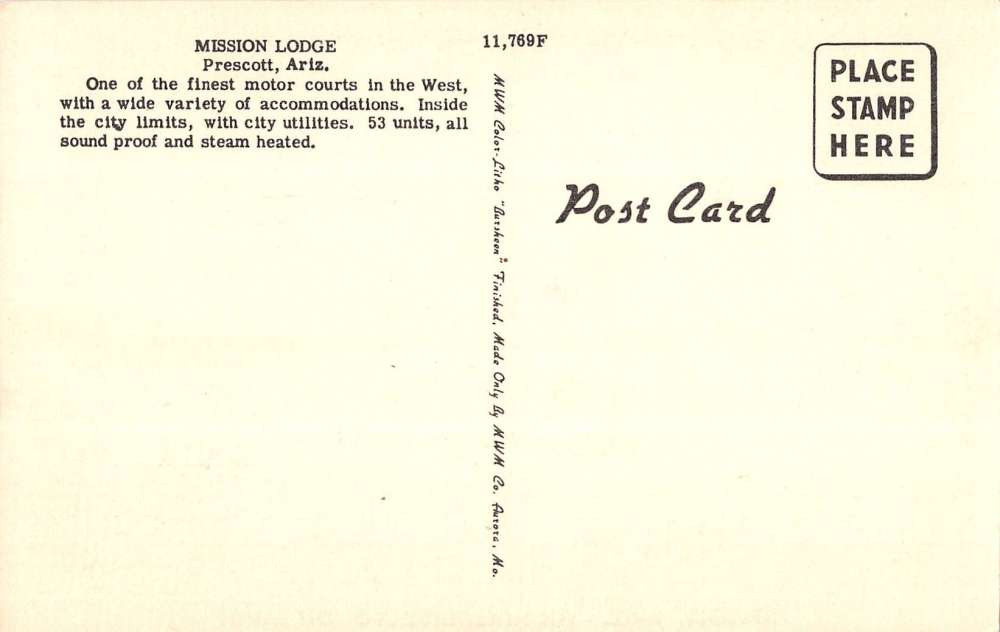 MISSION LODGE
Prescott, Ariz.
One of the finest motor courts in the West,
with a wide variety of accommodations. Inside
the city limits, with city utilities. 53 units, all
sound proof and steam heated.
11,769F
MWM Color-Litho "Aursheen" Finished, Made Only By MWM Co. Aurora, Mo.
Post Card
PLACE
STAMP
HERE